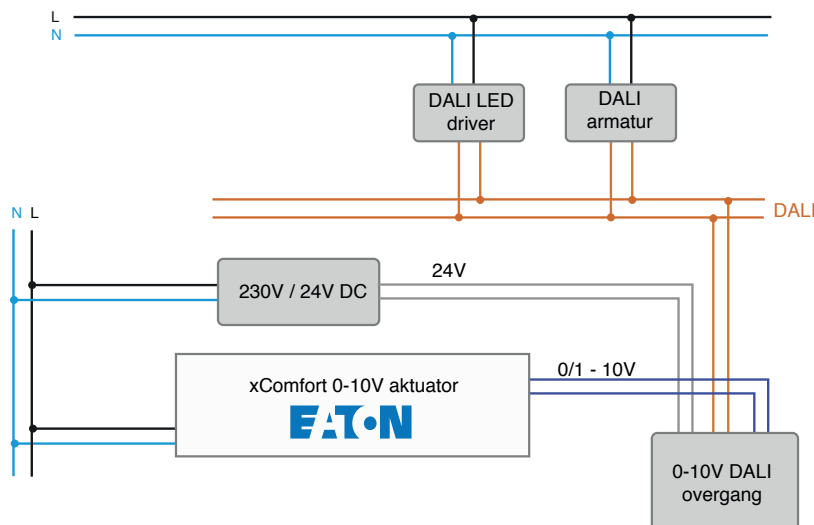 L
N
DALI LED
driver
DALI
armatur
N L
DALI
24V
230V / 24V DC
0/1 - 10V
xComfort 0-10V aktuator
EATON
0-10V DALI
overgang